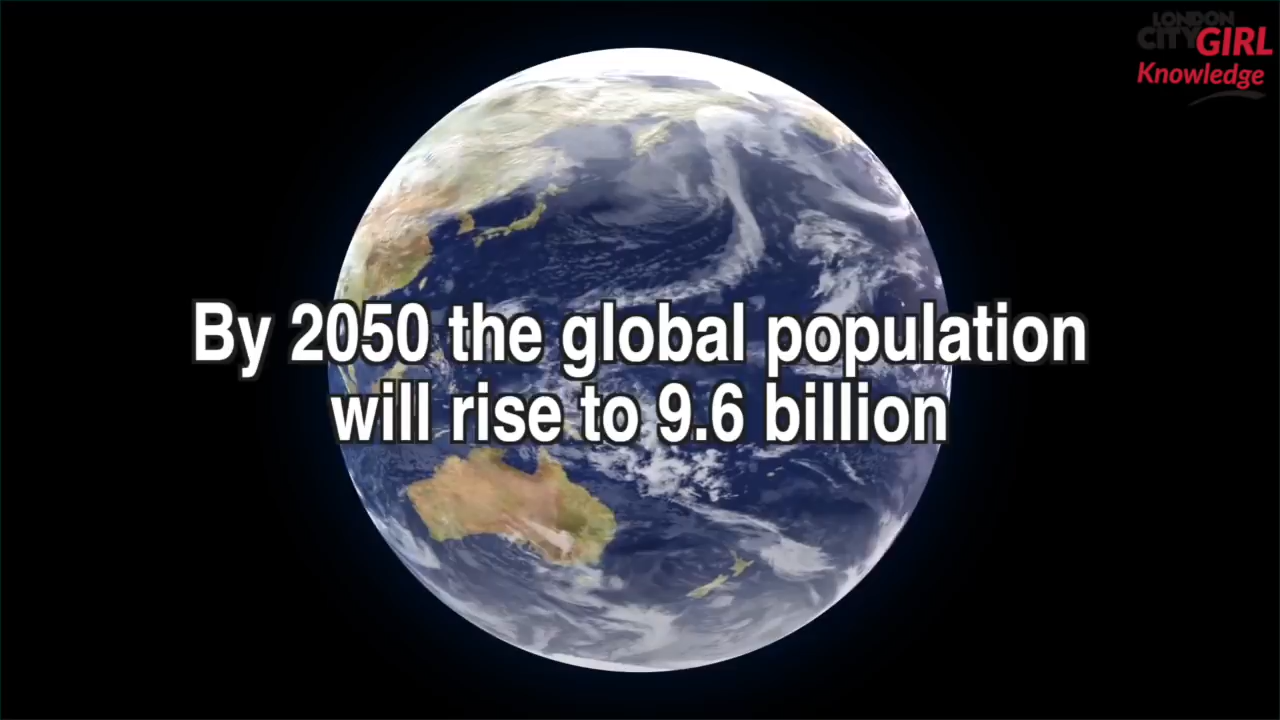 LONDON
CITY GIRL
Knowledge
By 2050 the global population
will rise to 9.6 billion